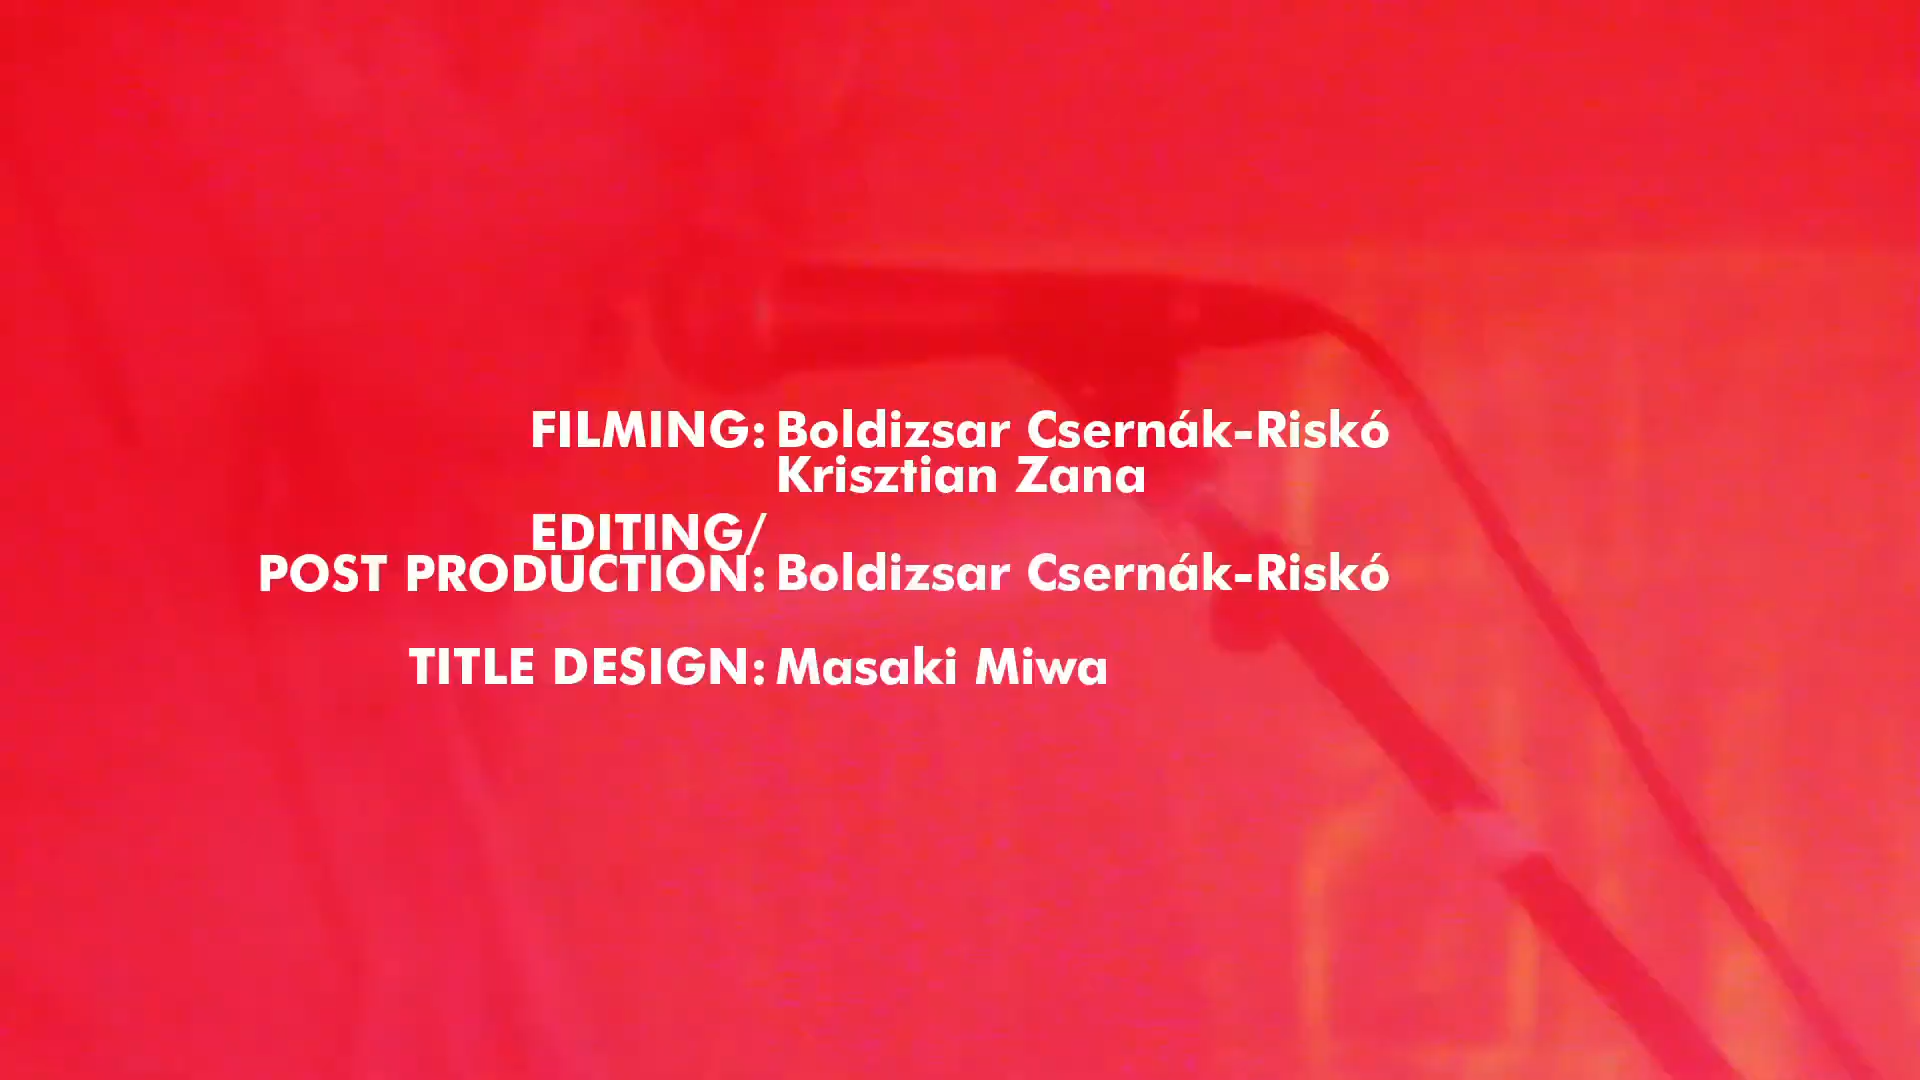 FILMING: Boldizsar Csernák-Riskó
Krisztian Zana
EDITING/
POST PRODUCTION: Boldizsar Csernák-Riskó
TITLE DESIGN: Masaki Miwa